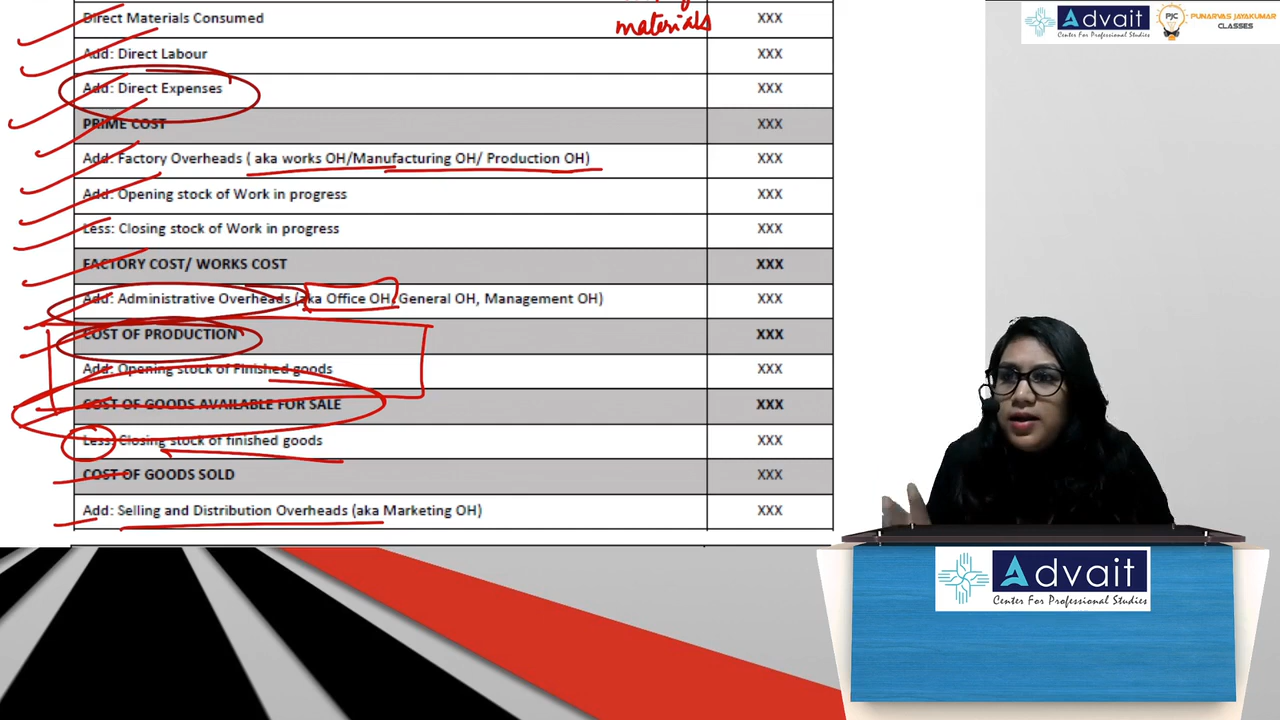 materials
Direct Materials Consumed XXX
Add: Direct Labour XXX
Add: Direct Expenses XXX
PRIME COST XXX
Add: Factory Overheads ( aka works OH/Manufacturing OH/ Production OH) XXX
Add: Opening stock of Work in progress XXX
Less: Closing stock of Work in progress XXX
FACTORY COST/ WORKS COST XXX
Add: Administrative Overheads (aka Office OH, General OH, Management OH) XXX
COST OF PRODUCTION XXX
Add: Opening stock of Finished goods XXX
COST OF GOODS AVAILABLE FOR SALE XXX
Less: Closing stock of finished goods XXX
COST OF GOODS SOLD XXX
Add: Selling and Distribution Overheads (aka Marketing OH) XXX
Advait
Center For Professional Studies
PJC
PUNARVAS JAYAKUMAR
CLASSES
Advait
Center For Professional Studies